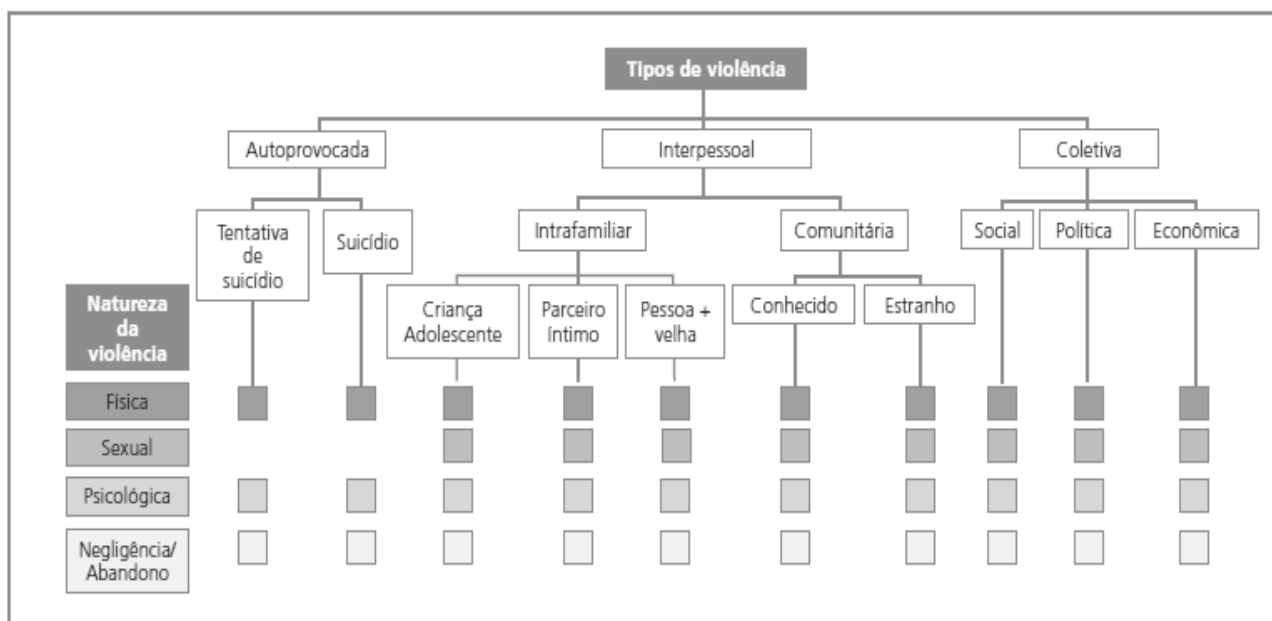 Tipos de violência
Autoprovocada
Interpessoal
Coletiva
Tentativa
de
suicídio
Suicídio
Intrafamiliar
Comunitária
Social
Política
Econômica
Natureza
da
violência
Criança
Adolescente
Parceiro
íntimo
Pessoa +
velha
Conhecido
Estranho
Física
Sexual
Psicológica
Negligência/
Abandono